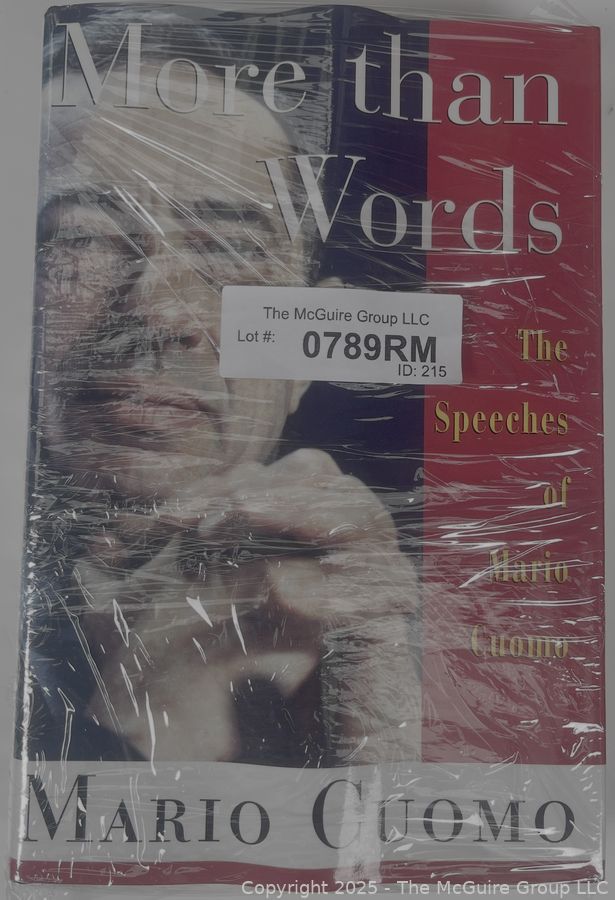 More than
Words
The McGuire Group LLC
Lot #: 0789RM
ID: 215
The
Speeches
of
Mario
Cuomo
MARIO CUOMO
Copyright 2025 - The McGuire Group LLC